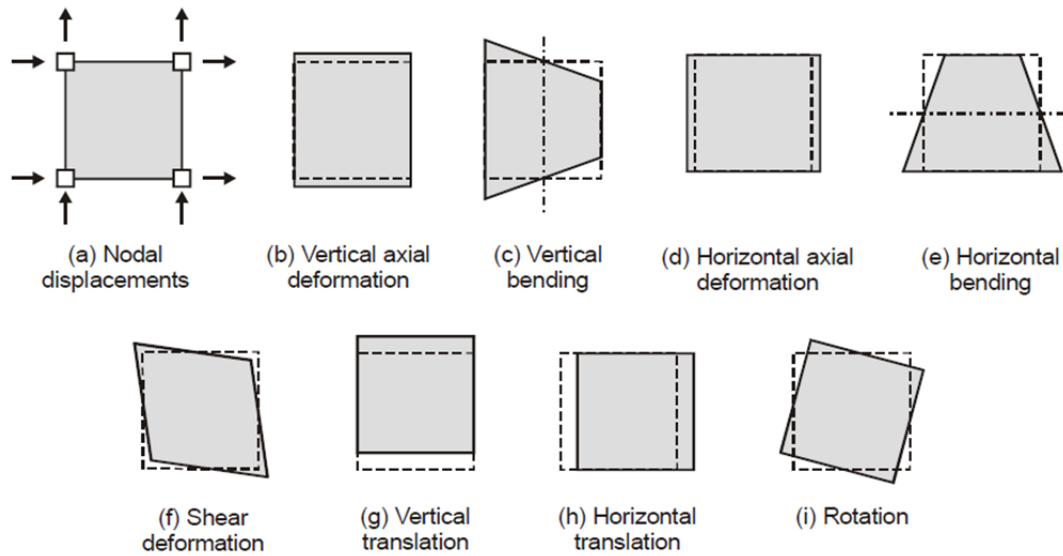 (a) Nodal
displacements
(b) Vertical axial
deformation
(c) Vertical
bending
(d) Horizontal axial
deformation
(e) Horizontal
bending
(f) Shear
deformation
(g) Vertical
translation
(h) Horizontal
translation
(i) Rotation